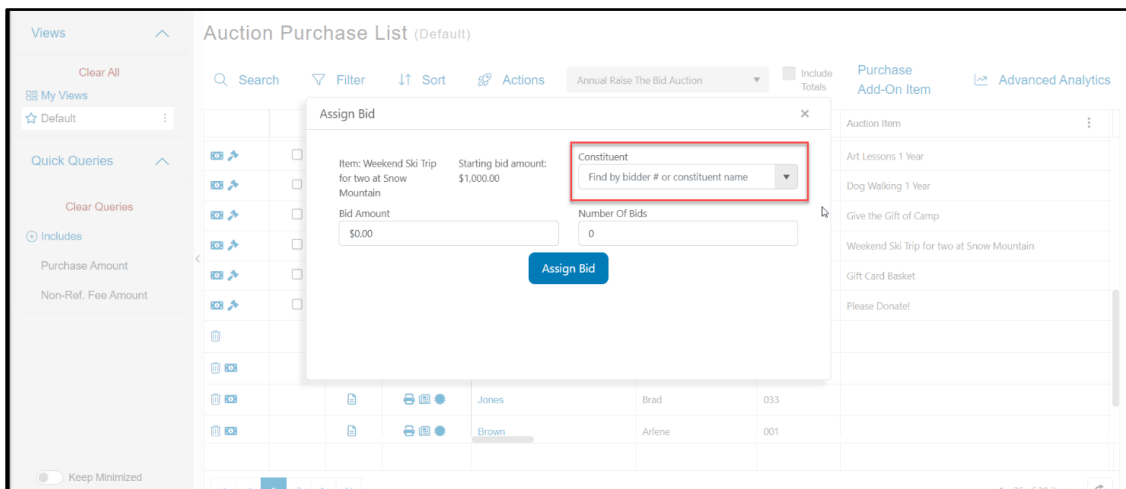 Views
Clear All
My Views
Default
Quick Queries
Clear Queries
Includes
Purchase Amount
Non-Ref. Fee Amount
Keep Minimized
Auction Purchase List (Default)
Search
Filter
Sort
Actions
Annual Raise The Bid Auction
Include
Totals
Purchase
Add-On Item
Advanced Analytics
Assign Bid
Item: Weekend Ski Trip
for two at Snow
Mountain
Starting bid amount:
$1,000.00
Constituent
Find by bidder # or constituent name
Bid Amount
$0.00
Number Of Bids
0
Assign Bid
Auction Item
Art Lessons 1 Year
Dog Walking 1 Year
Give the Gift of Camp
Weekend Ski Trip for two at Snow Mountain
Gift Card Basket
Please Donate!
Jones Brad 033
Brown Arlene 001